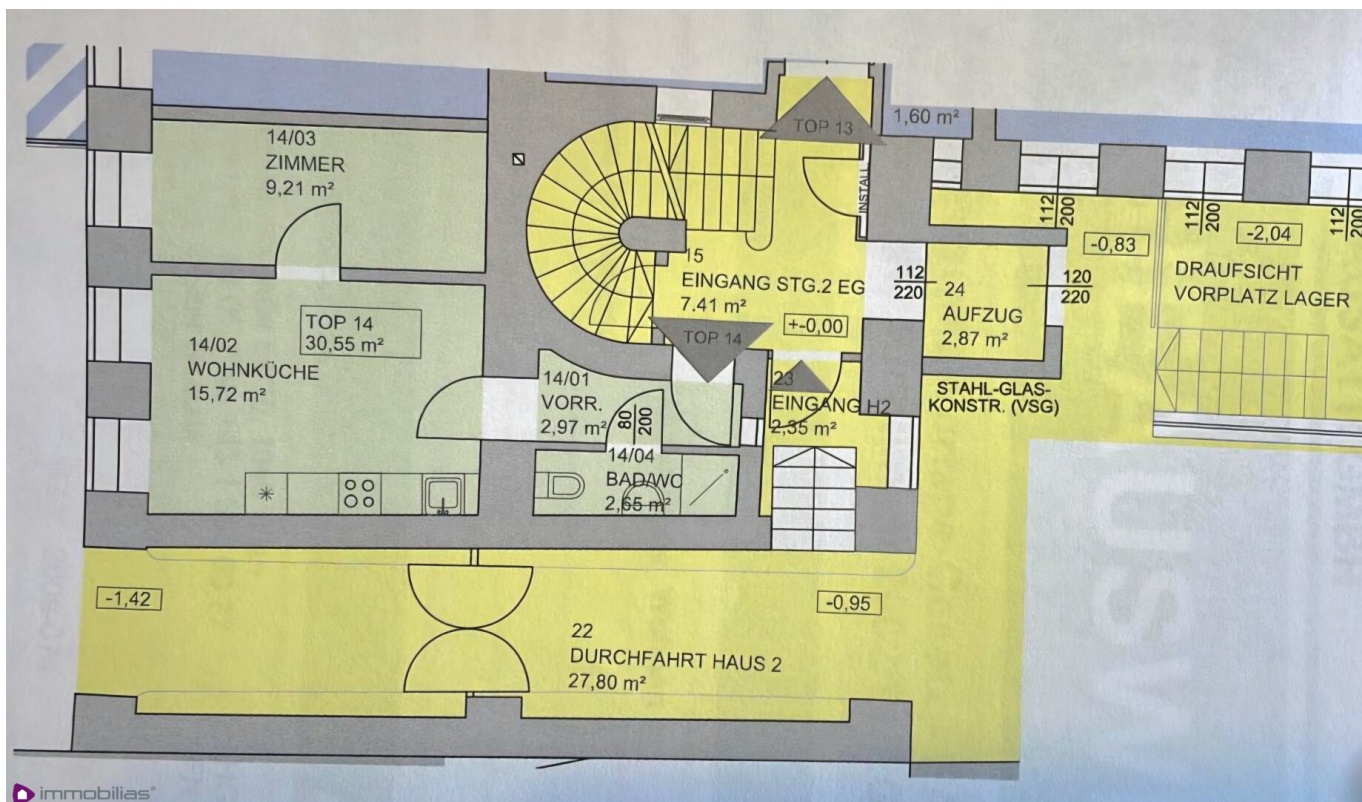 14/03
ZIMMER
9,21 m²
TOP 13
1,60 m²
INSTALL
112
200
-0,83
112
200
-2,04
112
200
DRAUFSICHT
VORPLATZ LAGER
15
EINGANG STG.2 EG
7.41 m²
+-0,00
112
220
24
AUFZUG
2,87 m²
120
220
STAHL-GLAS-
KONSTR. (VSG)
TOP 14
30,55 m²
14/02
WOHNKÜCHE
15,72 m²
TOP 14
14/01
VORR.
2,97 m²
80
200
23
EINGANG H2
2,35 m²
14/04
BAD/WC
2,65 m²
-1,42
-0,95
22
DURCHFAHRT HAUS 2
27,80 m²
immobilias®